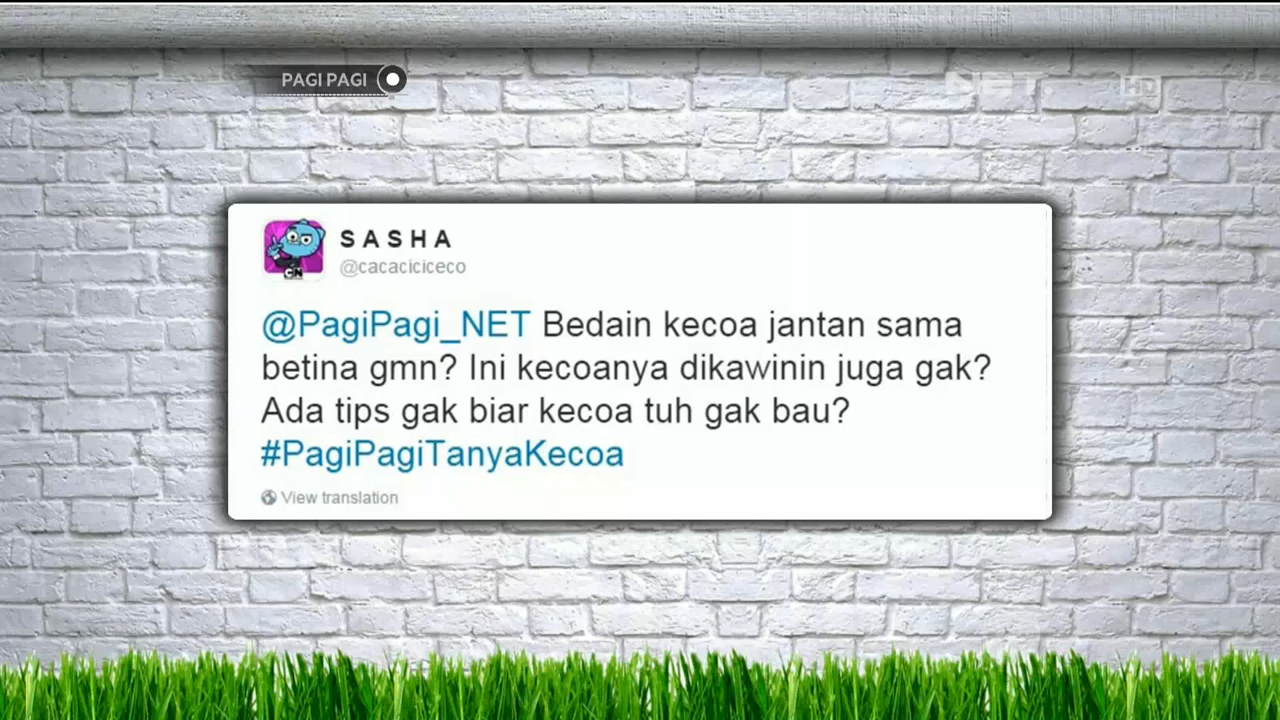 PAGI PAGI
NET
HD
CN
S A S H A
@cacaciciceco
@PagiPagi_NET Bedain kecoa jantan sama
betina gmn? Ini kecoanya dikawinin juga gak?
Ada tips gak biar kecoa tuh gak bau?
#PagiPagiTanyaKecoa
View translation